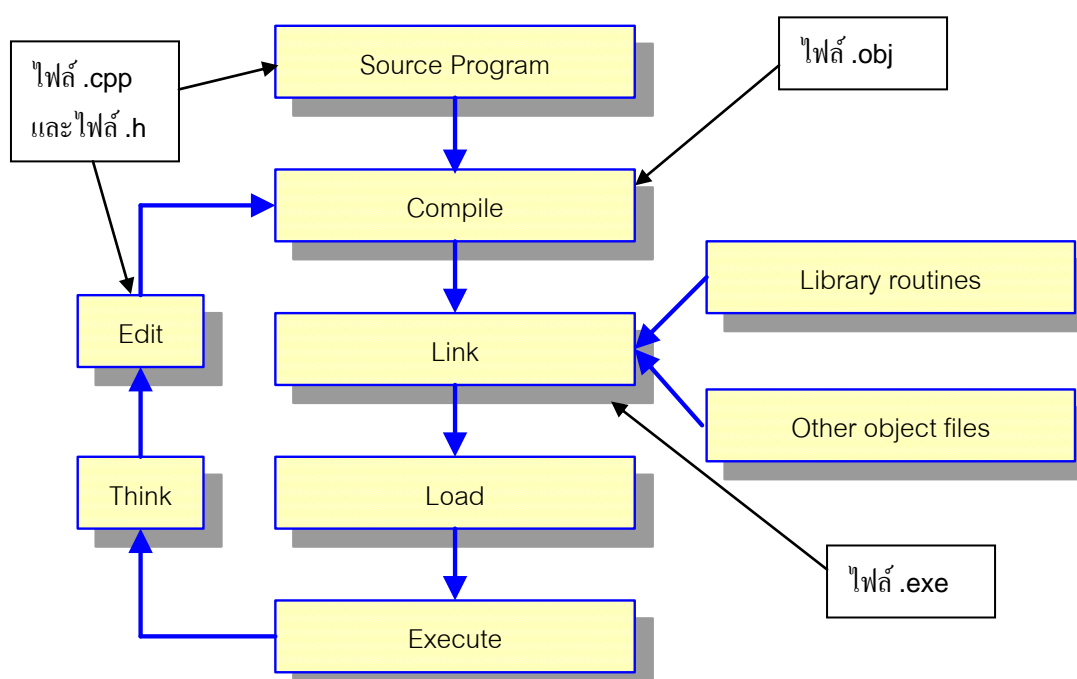 Source Program
ไฟล์ .cpp
และไฟล์ .h
ไฟล์ .obj
Compile
Library routines
Edit
Link
Other object files
Think
Load
ไฟล์ .exe
Execute